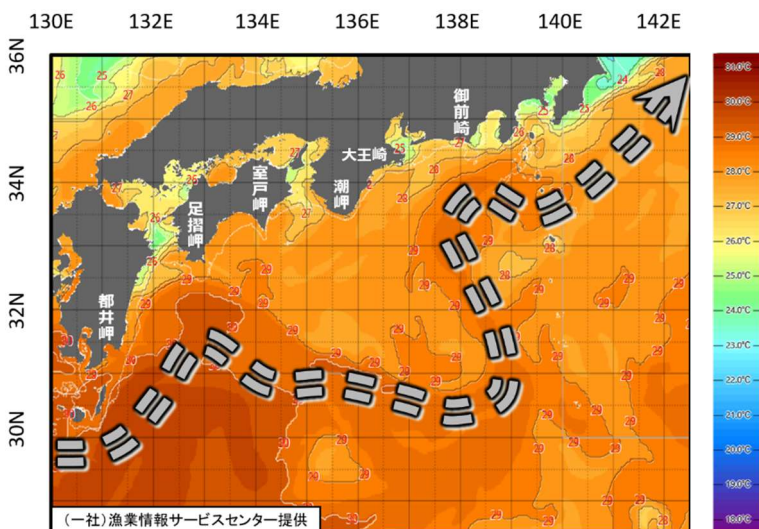 130E 132E 134E 136E 138E 140E 142E
36N
34N
32N
30N
御前崎
大王崎
室戸岬
潮岬
足摺岬
都井岬
31.0°C
30.0°C
29.0°C
28.0°C
27.0°C
26.0°C
25.0°C
24.0°C
23.0°C
22.0°C
21.0°C
20.0°C
19.0°C
18.0°C
(一社)漁業情報サービスセンター提供